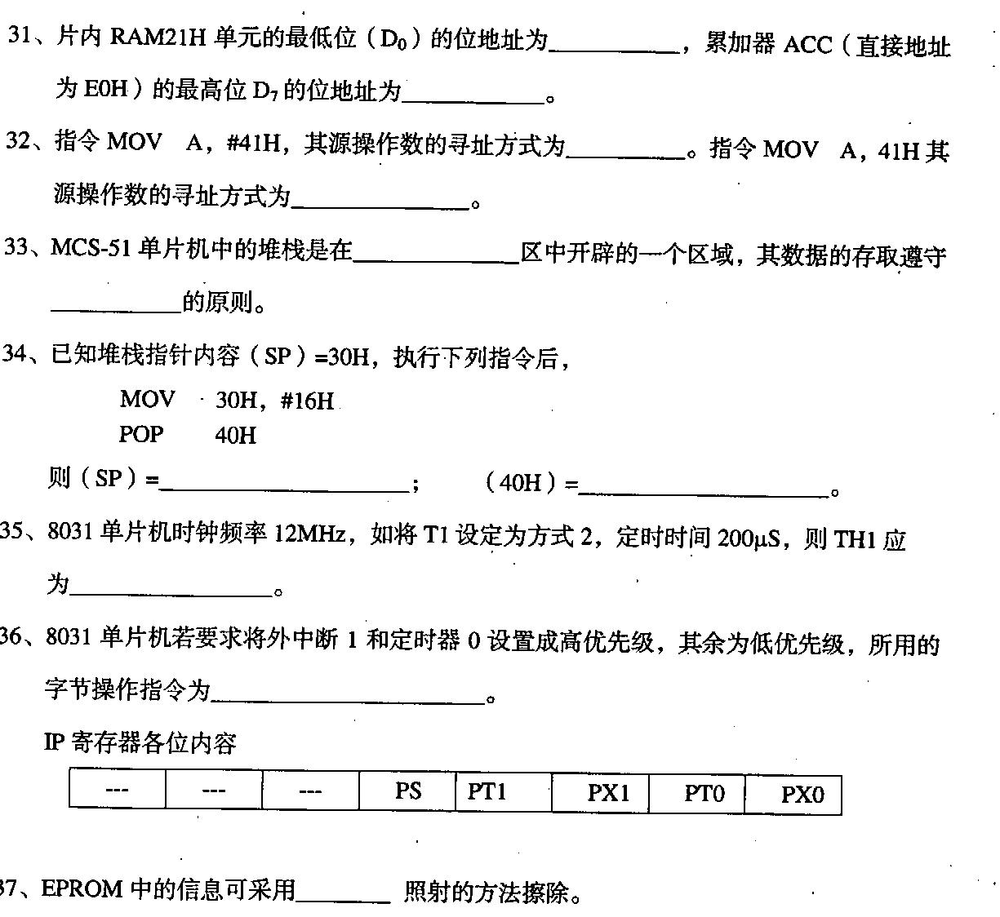 31、片内 RAM21H 单元的最低位（D₀）的位地址为__________，累加器 ACC（直接地址
为 E0H）的最高位 D₇ 的位地址为___________。
32、指令 MOV A，#41H，其源操作数的寻址方式为_________。指令 MOV A，41H 其
源操作数的寻址方式为______________。
33、MCS-51 单片机中的堆栈是在_____________区中开辟的一个区域，其数据的存取遵守
__________的原则。
34、已知堆栈指针内容（SP）=30H，执行下列指令后，
MOV 30H，#16H
POP 40H
则（SP）=___________________； （40H）=___________________。
35、8031 单片机时钟频率 12MHz，如将 T1 设定为方式 2，定时时间 200μS，则 TH1 应
为________________。
36、8031 单片机若要求将外中断 1 和定时器 0 设置成高优先级，其余为低优先级，所用的
字节操作指令为_____________________。
IP 寄存器各位内容
--- --- --- PS PT1 PX1 PT0 PX0
37、EPROM 中的信息可采用_______ 照射的方法擦除。